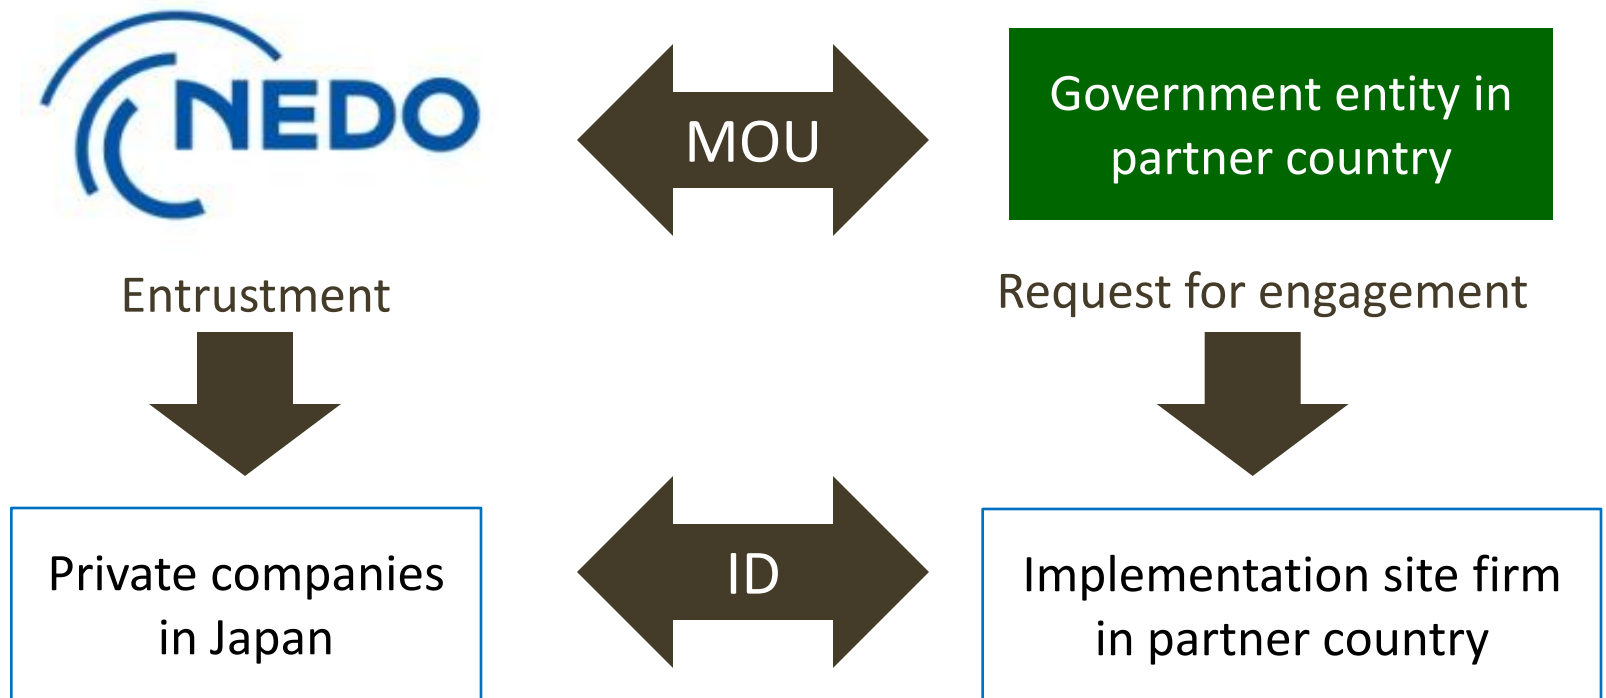 NEDO
MOU
Government entity in
partner country
Entrustment
Request for engagement
Private companies
in Japan
ID
Implementation site firm
in partner country